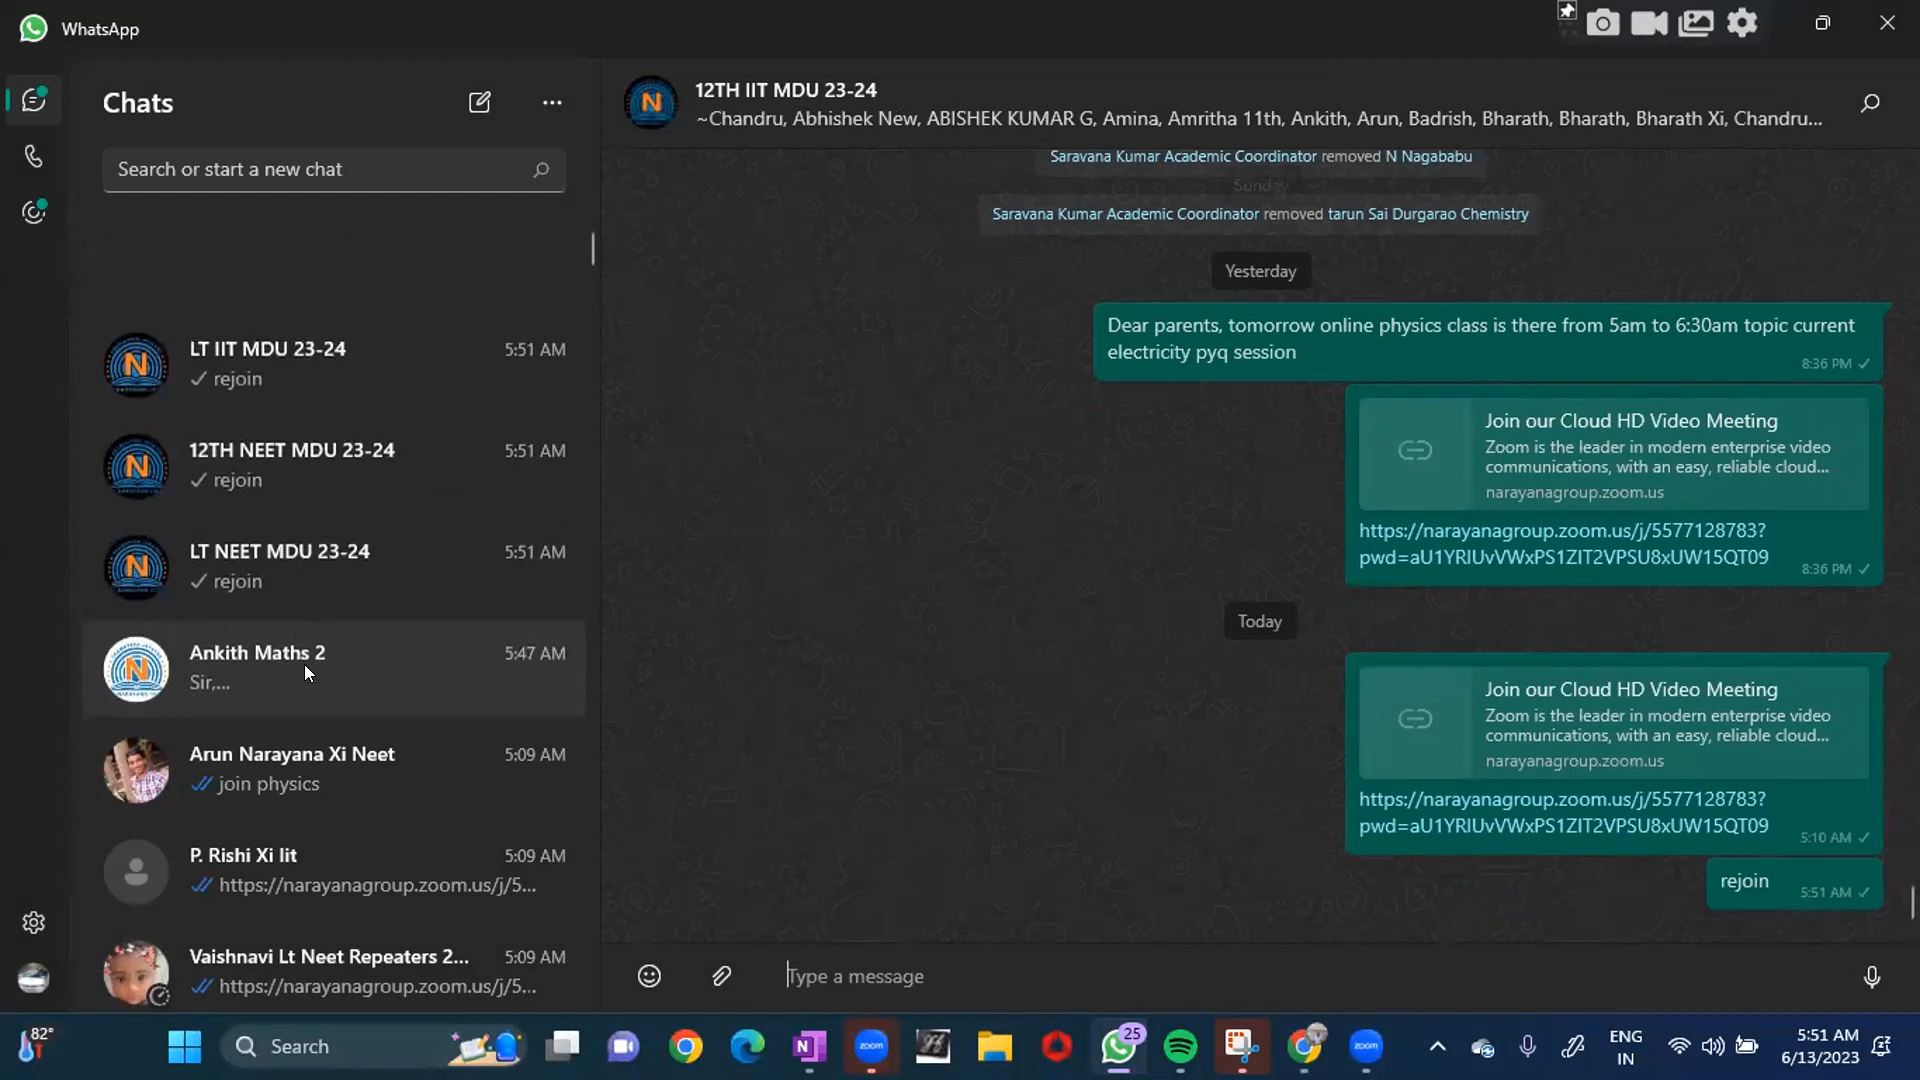 WhatsApp
Chats
Search or start a new chat
LT IIT MDU 23-24
5:51 AM
rejoin
12TH NEET MDU 23-24
5:51 AM
rejoin
LT NEET MDU 23-24
5:51 AM
rejoin
Ankith Maths 2
5:47 AM
Sir,...
Arun Narayana Xi Neet
5:09 AM
join physics
P. Rishi Xi Iit
5:09 AM
https://narayanagroup.zoom.us/j/5...
Vaishnavi Lt Neet Repeaters 2...
5:09 AM
https://narayanagroup.zoom.us/j/5...
12TH IIT MDU 23-24
~Chandru, Abhishek New, ABISHEK KUMAR G, Amina, Amritha 11th, Ankith, Arun, Badrish, Bharath, Bharath, Bharath Xi, Chandru...
Saravana Kumar Academic Coordinator removed N Nagababu
Sunday
Saravana Kumar Academic Coordinator removed tarun Sai Durgarao Chemistry
Yesterday
Dear parents, tomorrow online physics class is there from 5am to 6:30am topic current
electricity pyq session
8:36 PM
Join our Cloud HD Video Meeting
Zoom is the leader in modern enterprise video
communications, with an easy, reliable cloud...
narayanagroup.zoom.us
https://narayanagroup.zoom.us/j/5577128783?
pwd=aU1YRlUvVWxPS1ZIT2VPSU8xUW15QT09
8:36 PM
Today
Join our Cloud HD Video Meeting
Zoom is the leader in modern enterprise video
communications, with an easy, reliable cloud...
narayanagroup.zoom.us
https://narayanagroup.zoom.us/j/5577128783?
pwd=aU1YRlUvVWxPS1ZIT2VPSU8xUW15QT09
5:10 AM
rejoin
5:51 AM
Type a message
82°
Search
zoom
N
25
zoom
ENG
IN
5:51 AM
6/13/2023